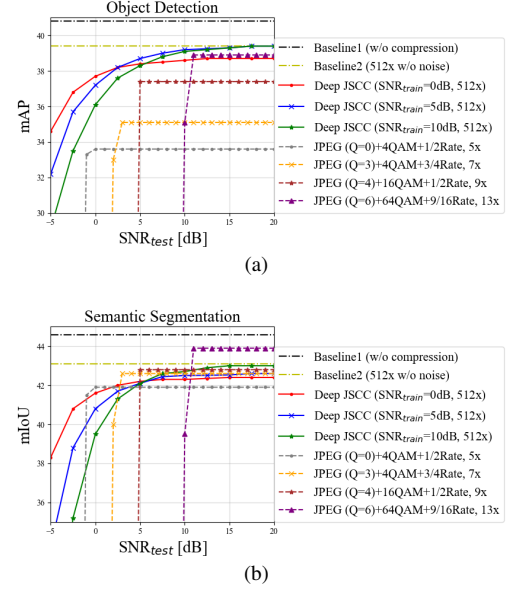 Object Detection
mAP
40
38
36
34
32
30
−5
0
5
10
15
20
SNRtest [dB]
Baseline1 (w/o compression)
Baseline2 (512x w/o noise)
Deep JSCC (SNRtrain=0dB, 512x)
Deep JSCC (SNRtrain=5dB, 512x)
Deep JSCC (SNRtrain=10dB, 512x)
JPEG (Q=0)+4QAM+1/2Rate, 5x
JPEG (Q=3)+4QAM+3/4Rate, 7x
JPEG (Q=4)+16QAM+1/2Rate, 9x
JPEG (Q=6)+64QAM+9/16Rate, 13x
(a)
Semantic Segmentation
mIoU
44
42
40
38
36
−5
0
5
10
15
20
SNRtest [dB]
Baseline1 (w/o compression)
Baseline2 (512x w/o noise)
Deep JSCC (SNRtrain=0dB, 512x)
Deep JSCC (SNRtrain=5dB, 512x)
Deep JSCC (SNRtrain=10dB, 512x)
JPEG (Q=0)+4QAM+1/2Rate, 5x
JPEG (Q=3)+4QAM+3/4Rate, 7x
JPEG (Q=4)+16QAM+1/2Rate, 9x
JPEG (Q=6)+64QAM+9/16Rate, 13x
(b)